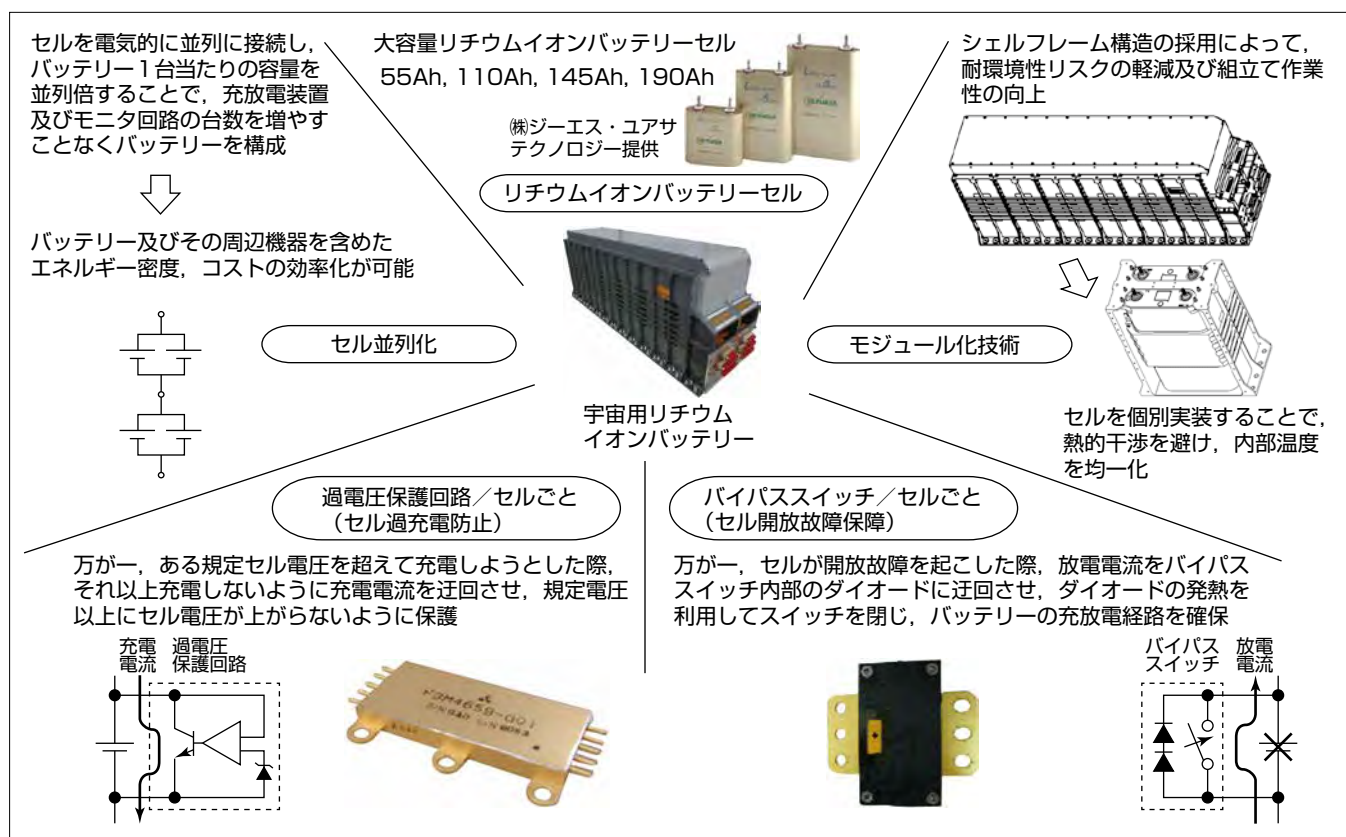 セルを電気的に並列に接続し,
バッテリー1台当たりの容量を
並列倍することで,充放電装置
及びモニタ回路の台数を増やす
ことなくバッテリーを構成
バッテリー及びその周辺機器を含めた
エネルギー密度,コストの効率化が可能
セル並列化
大容量リチウムイオンバッテリーセル
55Ah, 110Ah, 145Ah, 190Ah
㈱ジーエス・ユアサ
テクノロジー提供
リチウムイオンバッテリーセル
宇宙用リチウム
イオンバッテリー
シェルフレーム構造の採用によって,
耐環境性リスクの軽減及び組立て作業
性の向上
モジュール化技術
セルを個別実装することで,
熱的干渉を避け,内部温度
を均一化
過電圧保護回路/セルごと
(セル過充電防止)
万が一,ある規定セル電圧を超えて充電しようとした際,
それ以上充電しないように充電電流を迂回させ,規定電圧
以上にセル電圧が上がらないように保護
充電
電流
過電圧
保護回路
バイパススイッチ/セルごと
(セル開放故障保障)
万が一,セルが開放故障を起こした際,放電電流をバイパス
スイッチ内部のダイオードに迂回させ,ダイオードの発熱を
利用してスイッチを閉じ,バッテリーの充放電経路を確保
バイパス
スイッチ
放電
電流